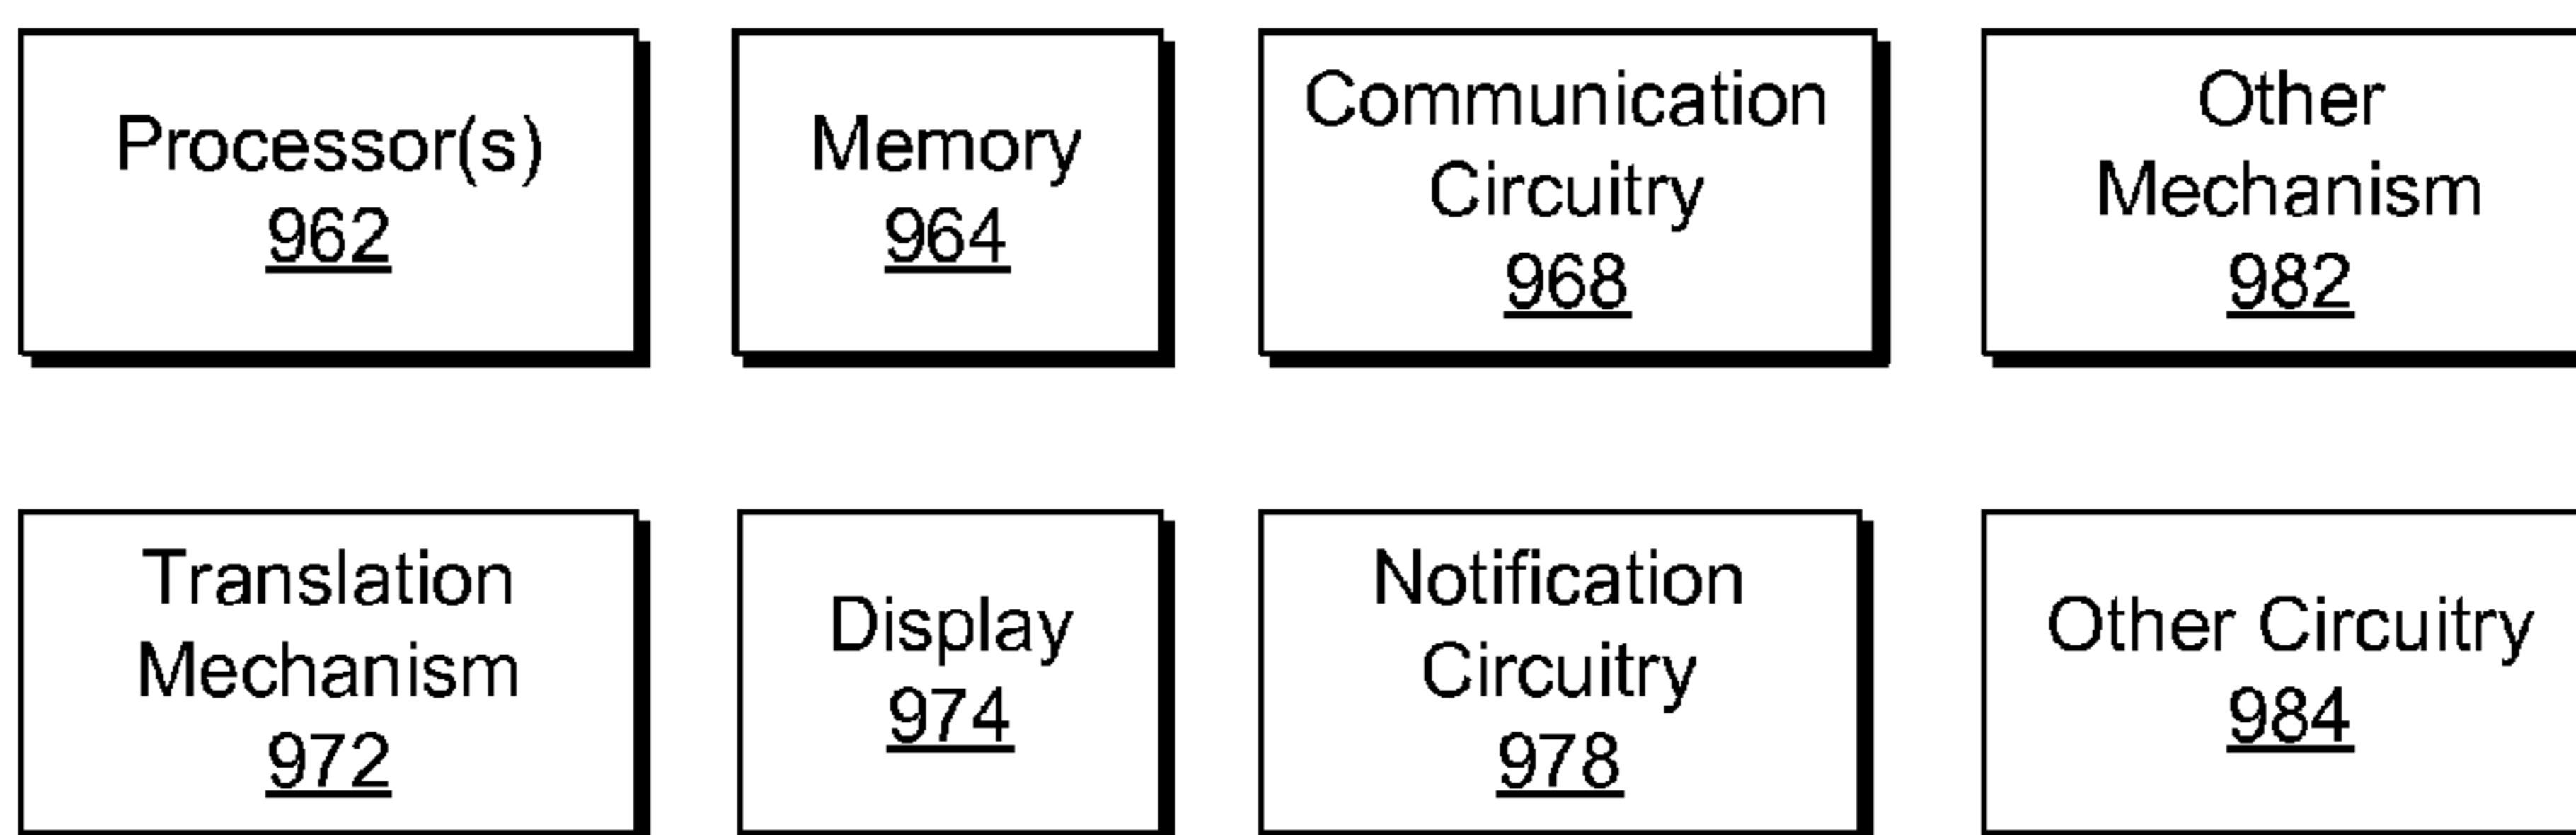 Processor(s)
962
Memory
964
Communication
Circuitry
968
Other
Mechanism
982
Translation
Mechanism
972
Display
974
Notification
Circuitry
978
Other Circuitry
984